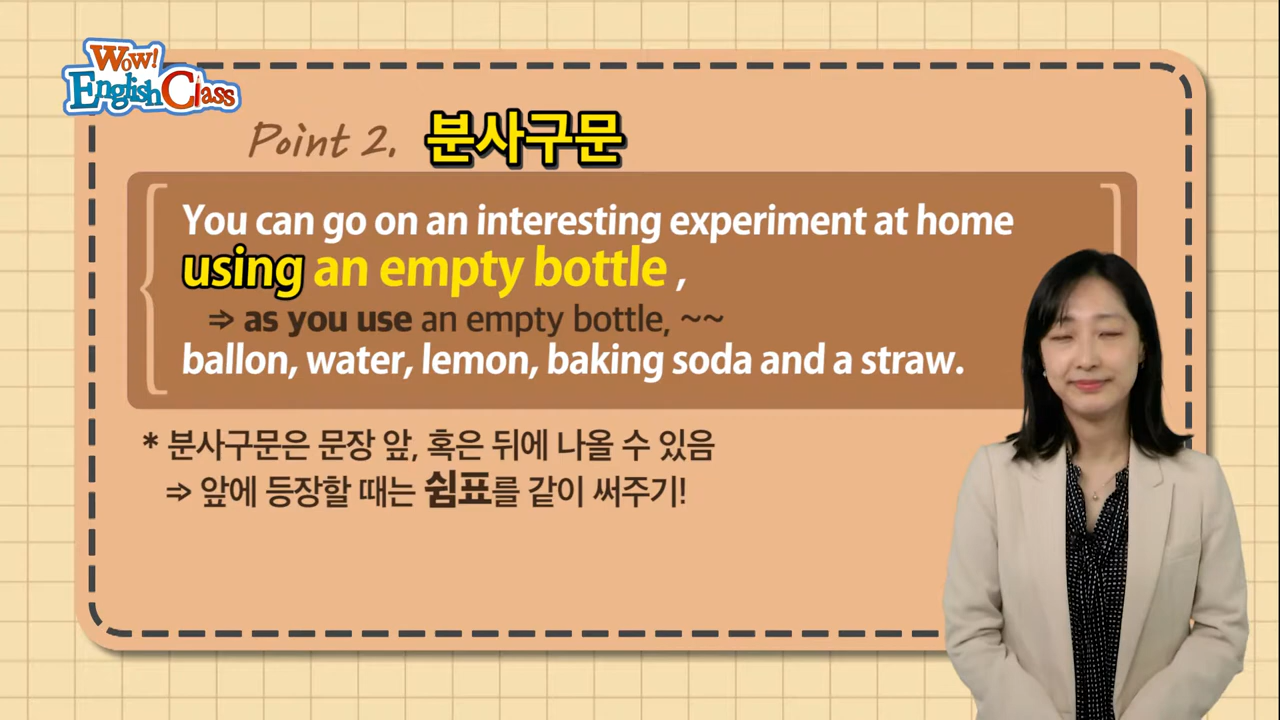 Wow!
English Class
Point 2. 분사구문
You can go on an interesting experiment at home
using an empty bottle ,
⇒ as you use an empty bottle, ~~
ballon, water, lemon, baking soda and a straw.
* 분사구문은 문장 앞, 혹은 뒤에 나올 수 있음
⇒ 앞에 등장할 때는 쉼표를 같이 써주기!